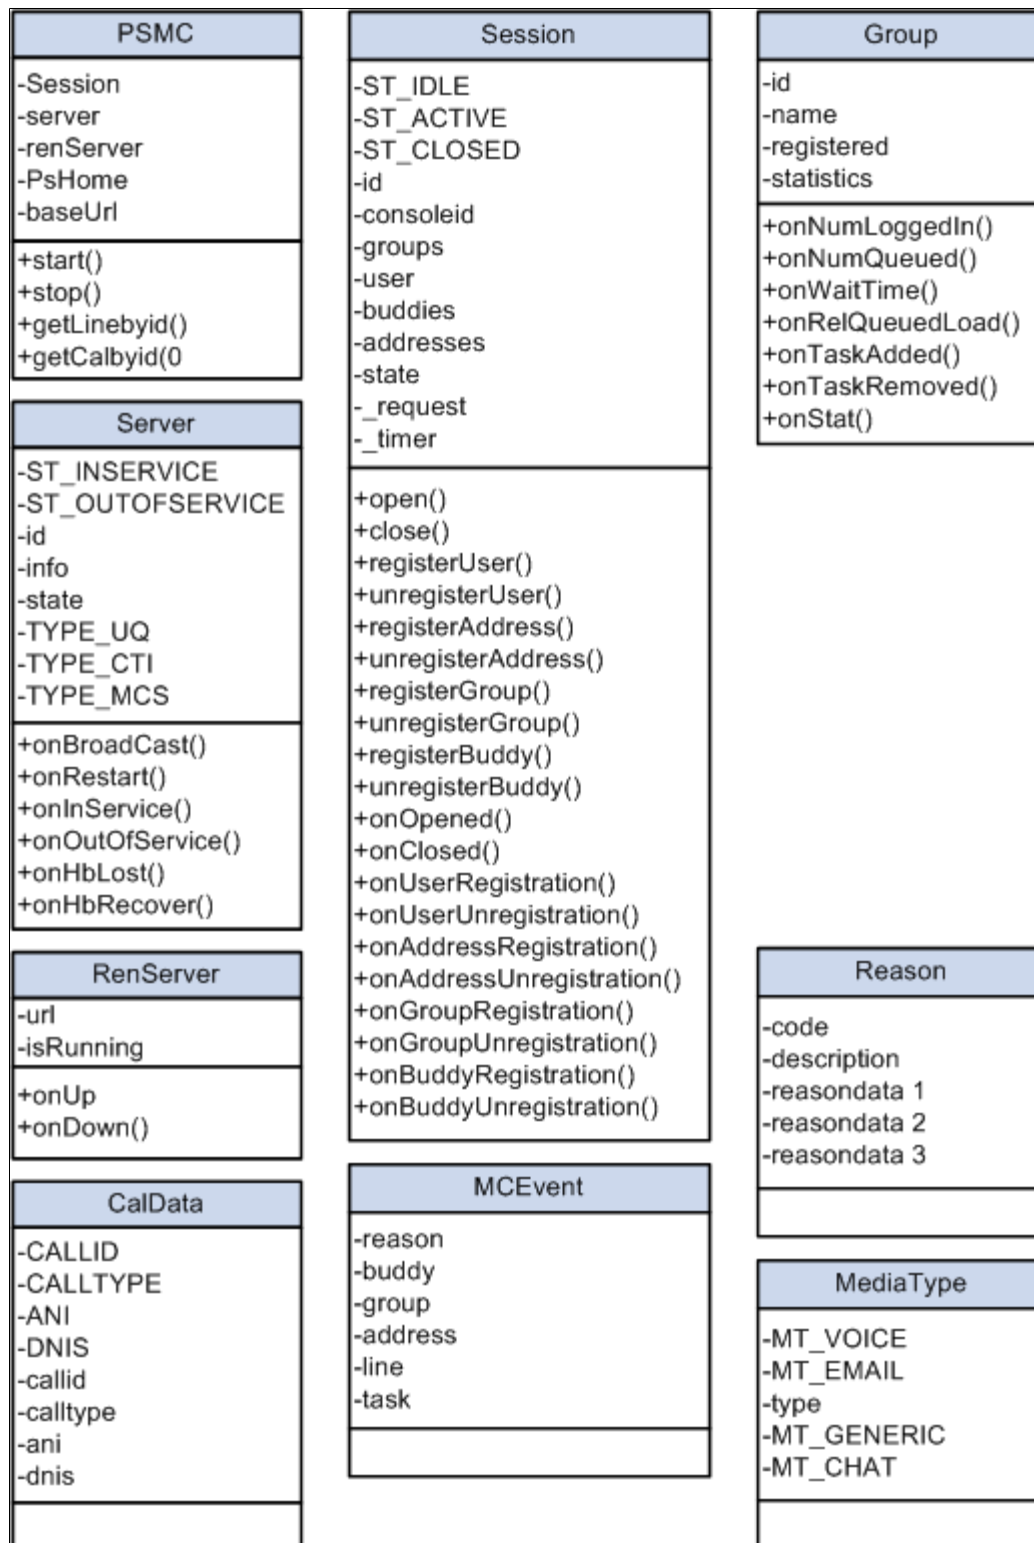 PSMC
-Session
-server
-renServer
-PsHome
-baseUrl
+start()
+stop()
+getLinebyid()
+getCalbyid(0
Server
-ST_INSERVICE
-ST_OUTOFSERVICE
-id
-info
-state
-TYPE_UQ
-TYPE_CTI
-TYPE_MCS
+onBroadCast()
+onRestart()
+onInService()
+onOutOfService()
+onHbLost()
+onHbRecover()
RenServer
-url
-isRunning
+onUp
+onDown()
CalData
-CALLID
-CALLTYPE
-ANI
-DNIS
-callid
-calltype
-ani
-dnis
Session
-ST_IDLE
-ST_ACTIVE
-ST_CLOSED
-id
-consoleid
-groups
-user
-buddies
-addresses
-state
-_request
-_timer
+open()
+close()
+registerUser()
+unregisterUser()
+registerAddress()
+unregisterAddress()
+registerGroup()
+unregisterGroup()
+registerBuddy()
+unregisterBuddy()
+onOpened()
+onClosed()
+onUserRegistration()
+onUserUnregistration()
+onAddressRegistration()
+onAddressUnregistration()
+onGroupRegistration()
+onGroupUnregistration()
+onBuddyRegistration()
+onBuddyUnregistration()
MCEvent
-reason
-buddy
-group
-address
-line
-task
Group
-id
-name
-registered
-statistics
+onNumLoggedIn()
+onNumQueued()
+onWaitTime()
+onRelQueuedLoad()
+onTaskAdded()
+onTaskRemoved()
+onStat()
Reason
-code
-description
-reasondata 1
-reasondata 2
-reasondata 3
MediaType
-MT_VOICE
-MT_EMAIL
-type
-MT_GENERIC
-MT_CHAT